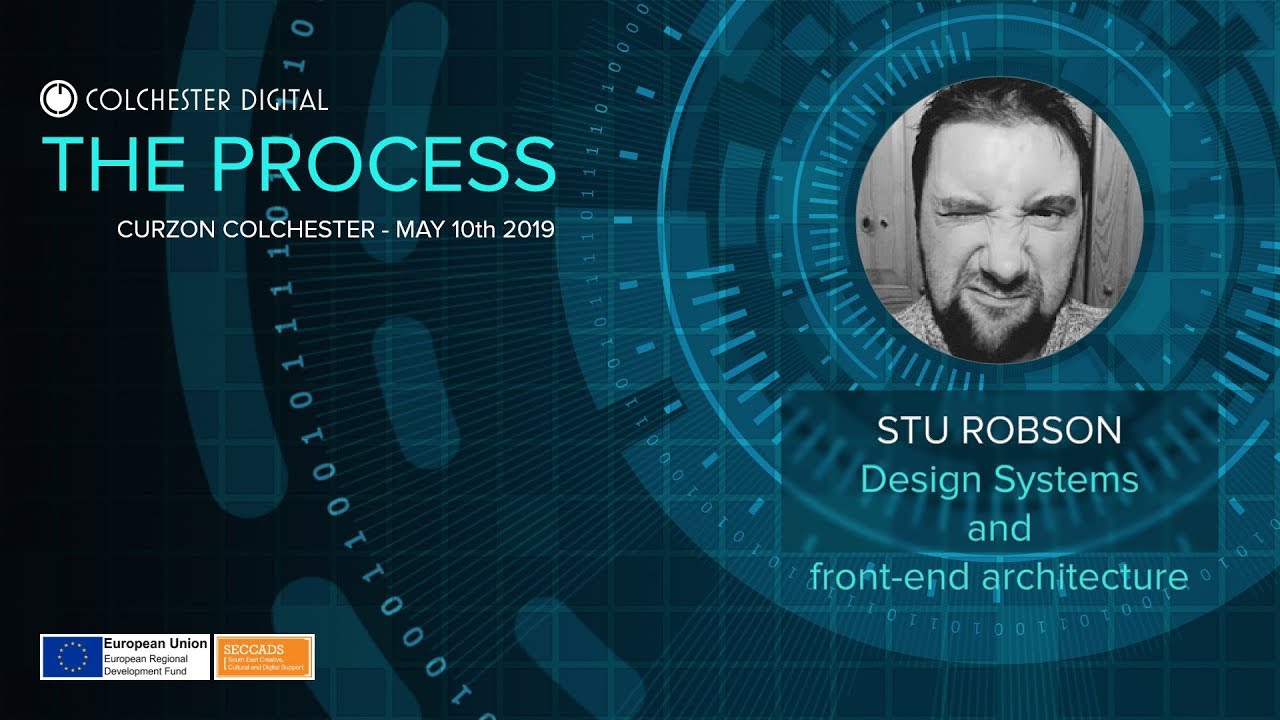 COLCHESTER DIGITAL
THE PROCESS
CURZON COLCHESTER - MAY 10th 2019
STU ROBSON
Design Systems
and
front-end architecture
European Union
European Regional
Development Fund
SECCADS
South East Creative,
Cultural and Digital Support